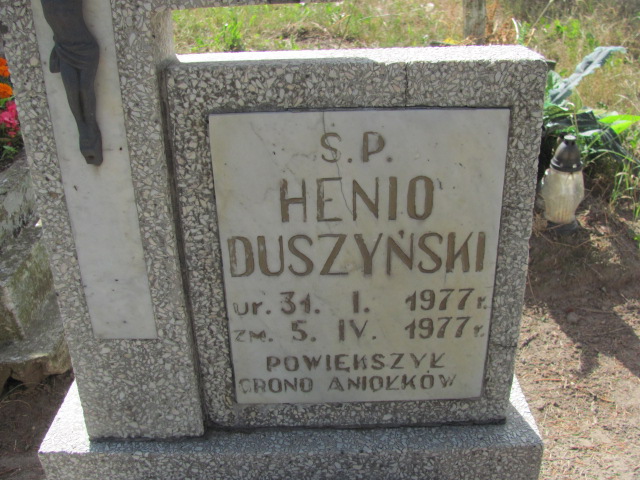 S.P.
HENIO
DUSZYŃSKI
ur. 31. I. 1977 r.
zm. 5. IV. 1977 r.
POWIĘKSZYŁ
GRONO ANIOŁKÓW